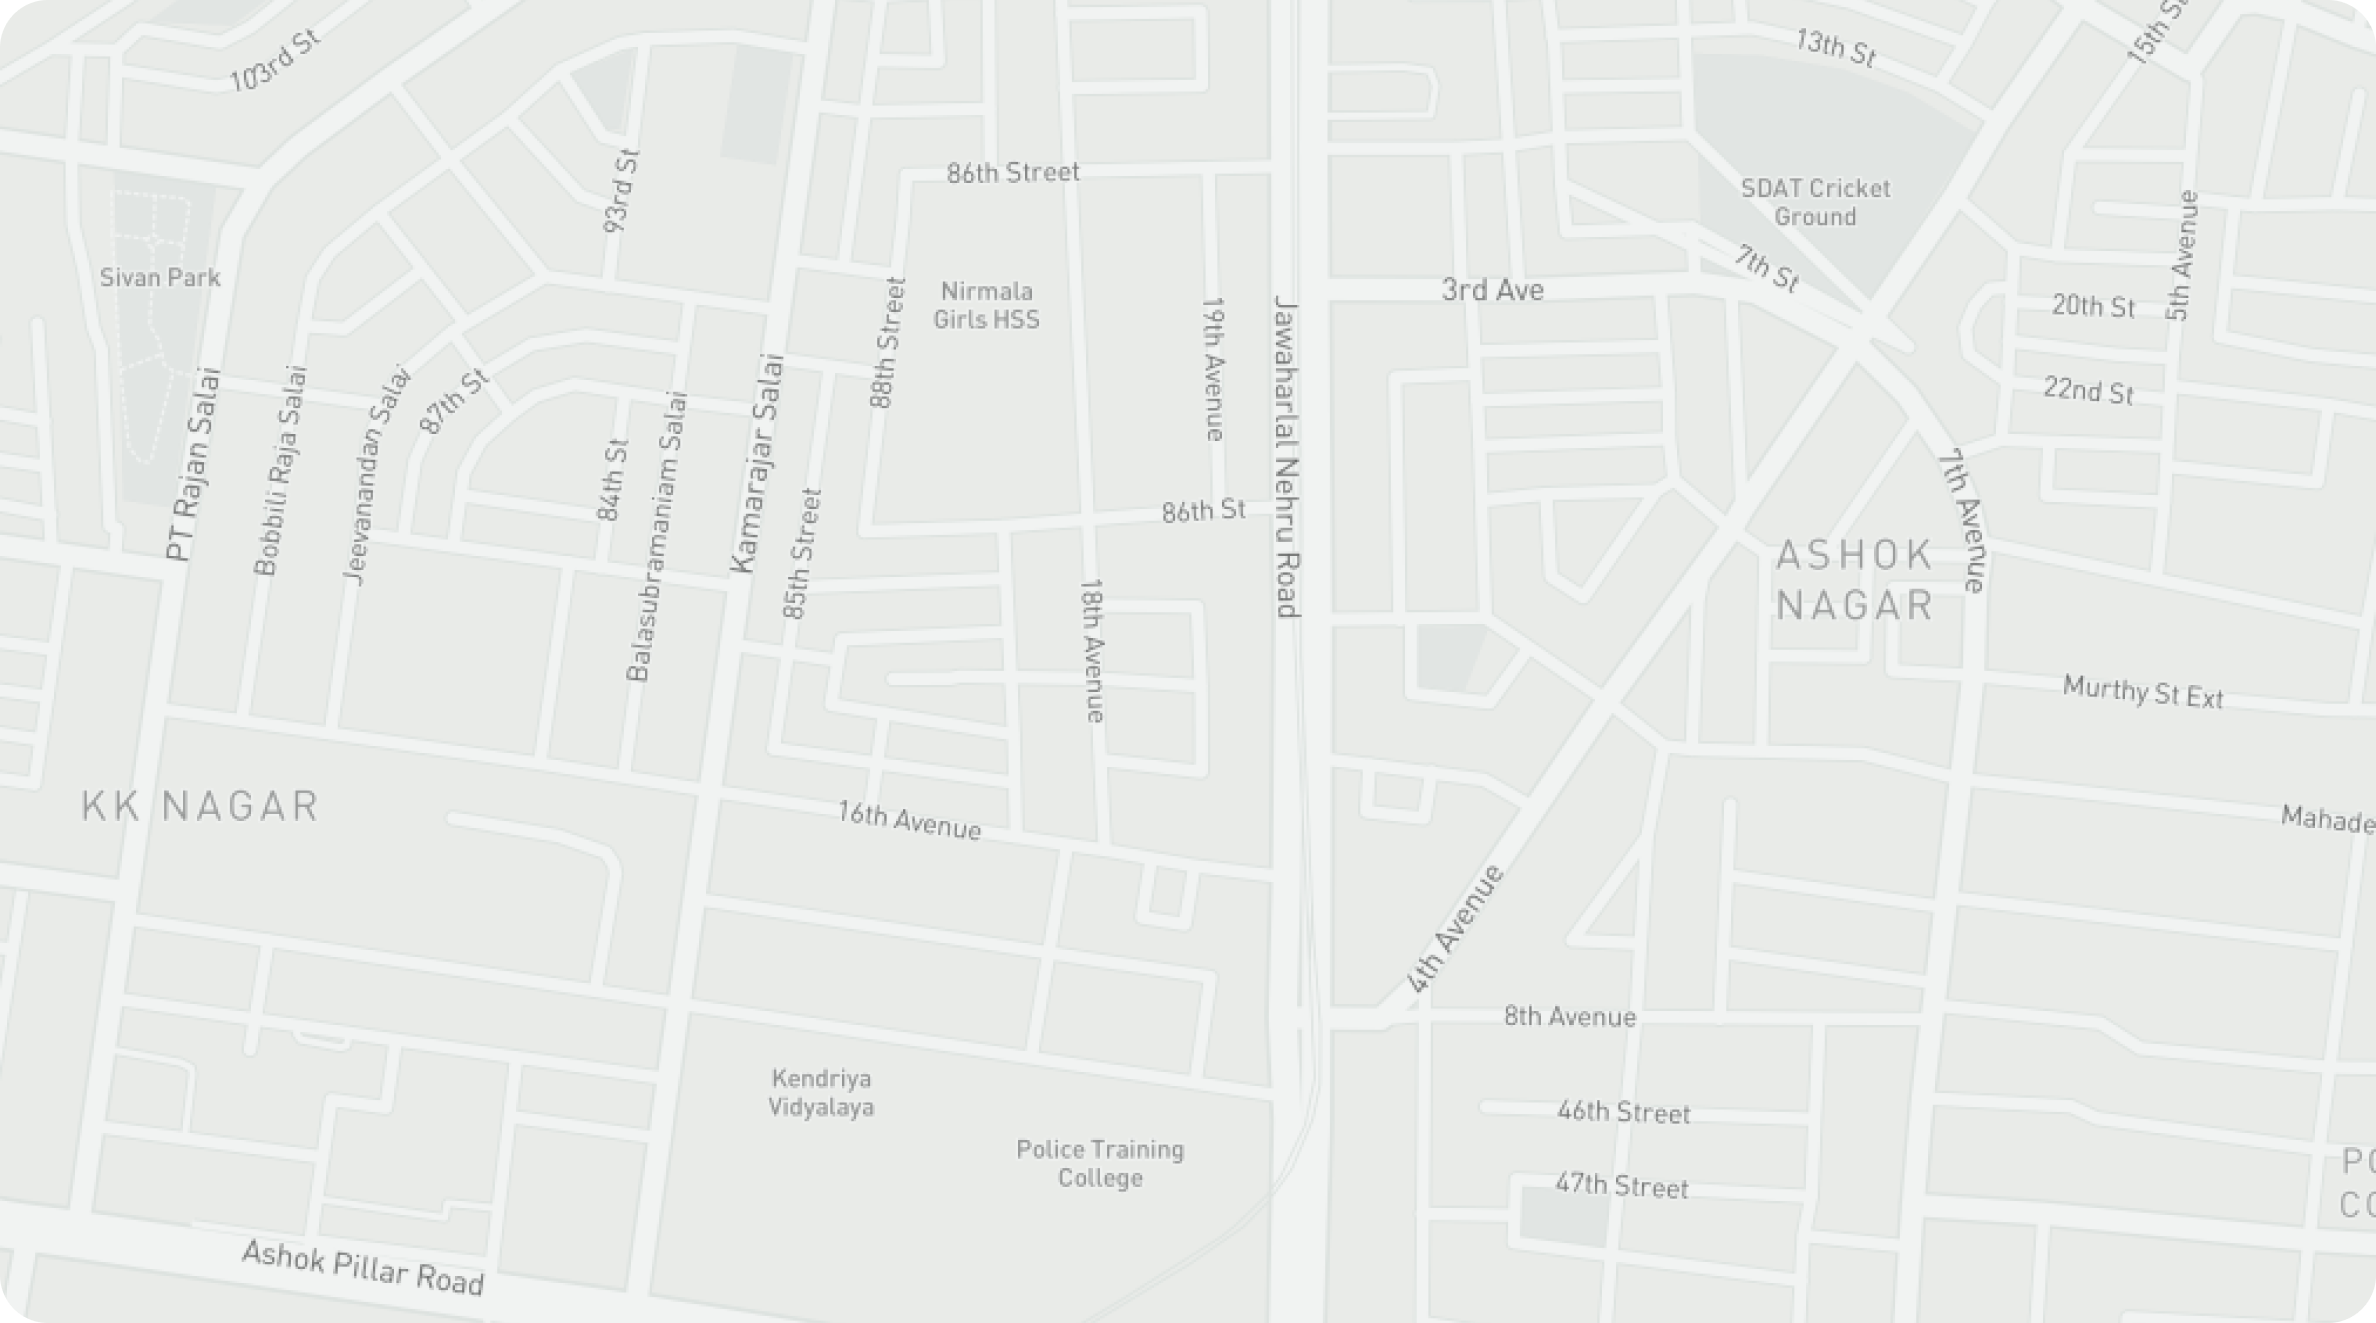 103rd St
13th St
15th St
93rd St
86th Street
SDAT Cricket
Ground
7th St
5th Avenue
Sivan Park
Nirmala
Girls HSS
88th Street
19th Avenue
Jawaharlal Nehru Road
3rd Ave
20th St
22nd St
PT Rajan Salai
Bobbili Raja Salai
Jeevanandan Salai
87th St
84th St
Balasubramaniam Salai
Kamarajar Salai
85th Street
86th St
7th Avenue
ASHOK
NAGAR
18th Avenue
Murthy St Ext
KK NAGAR
16th Avenue
Mahade
4th Avenue
8th Avenue
Kendriya
Vidyalaya
46th Street
Police Training
College
47th Street
PO
CO
Ashok Pillar Road